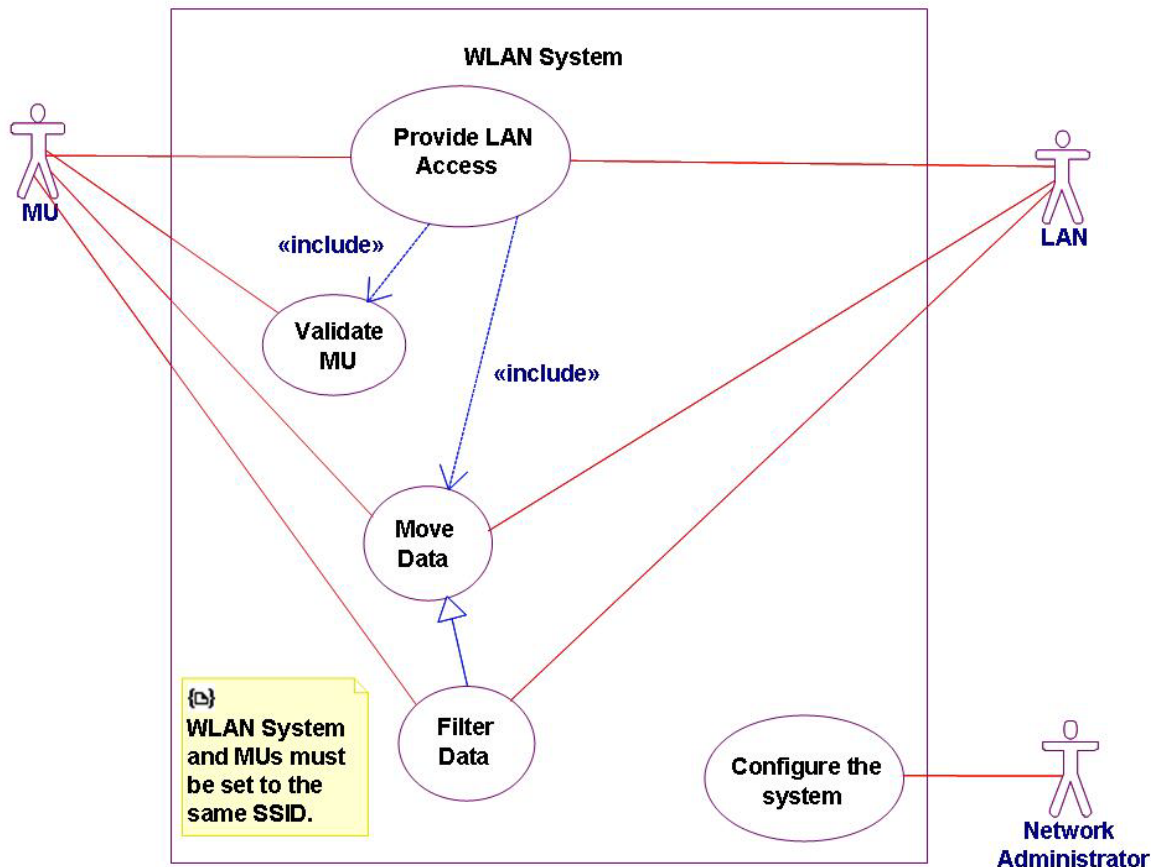 WLAN System
Provide LAN
Access
MU
LAN
«include»
Validate
MU
«include»
Move
Data
WLAN System
and MUs must
be set to the
same SSID.
Filter
Data
Configure the
system
Network
Administrator